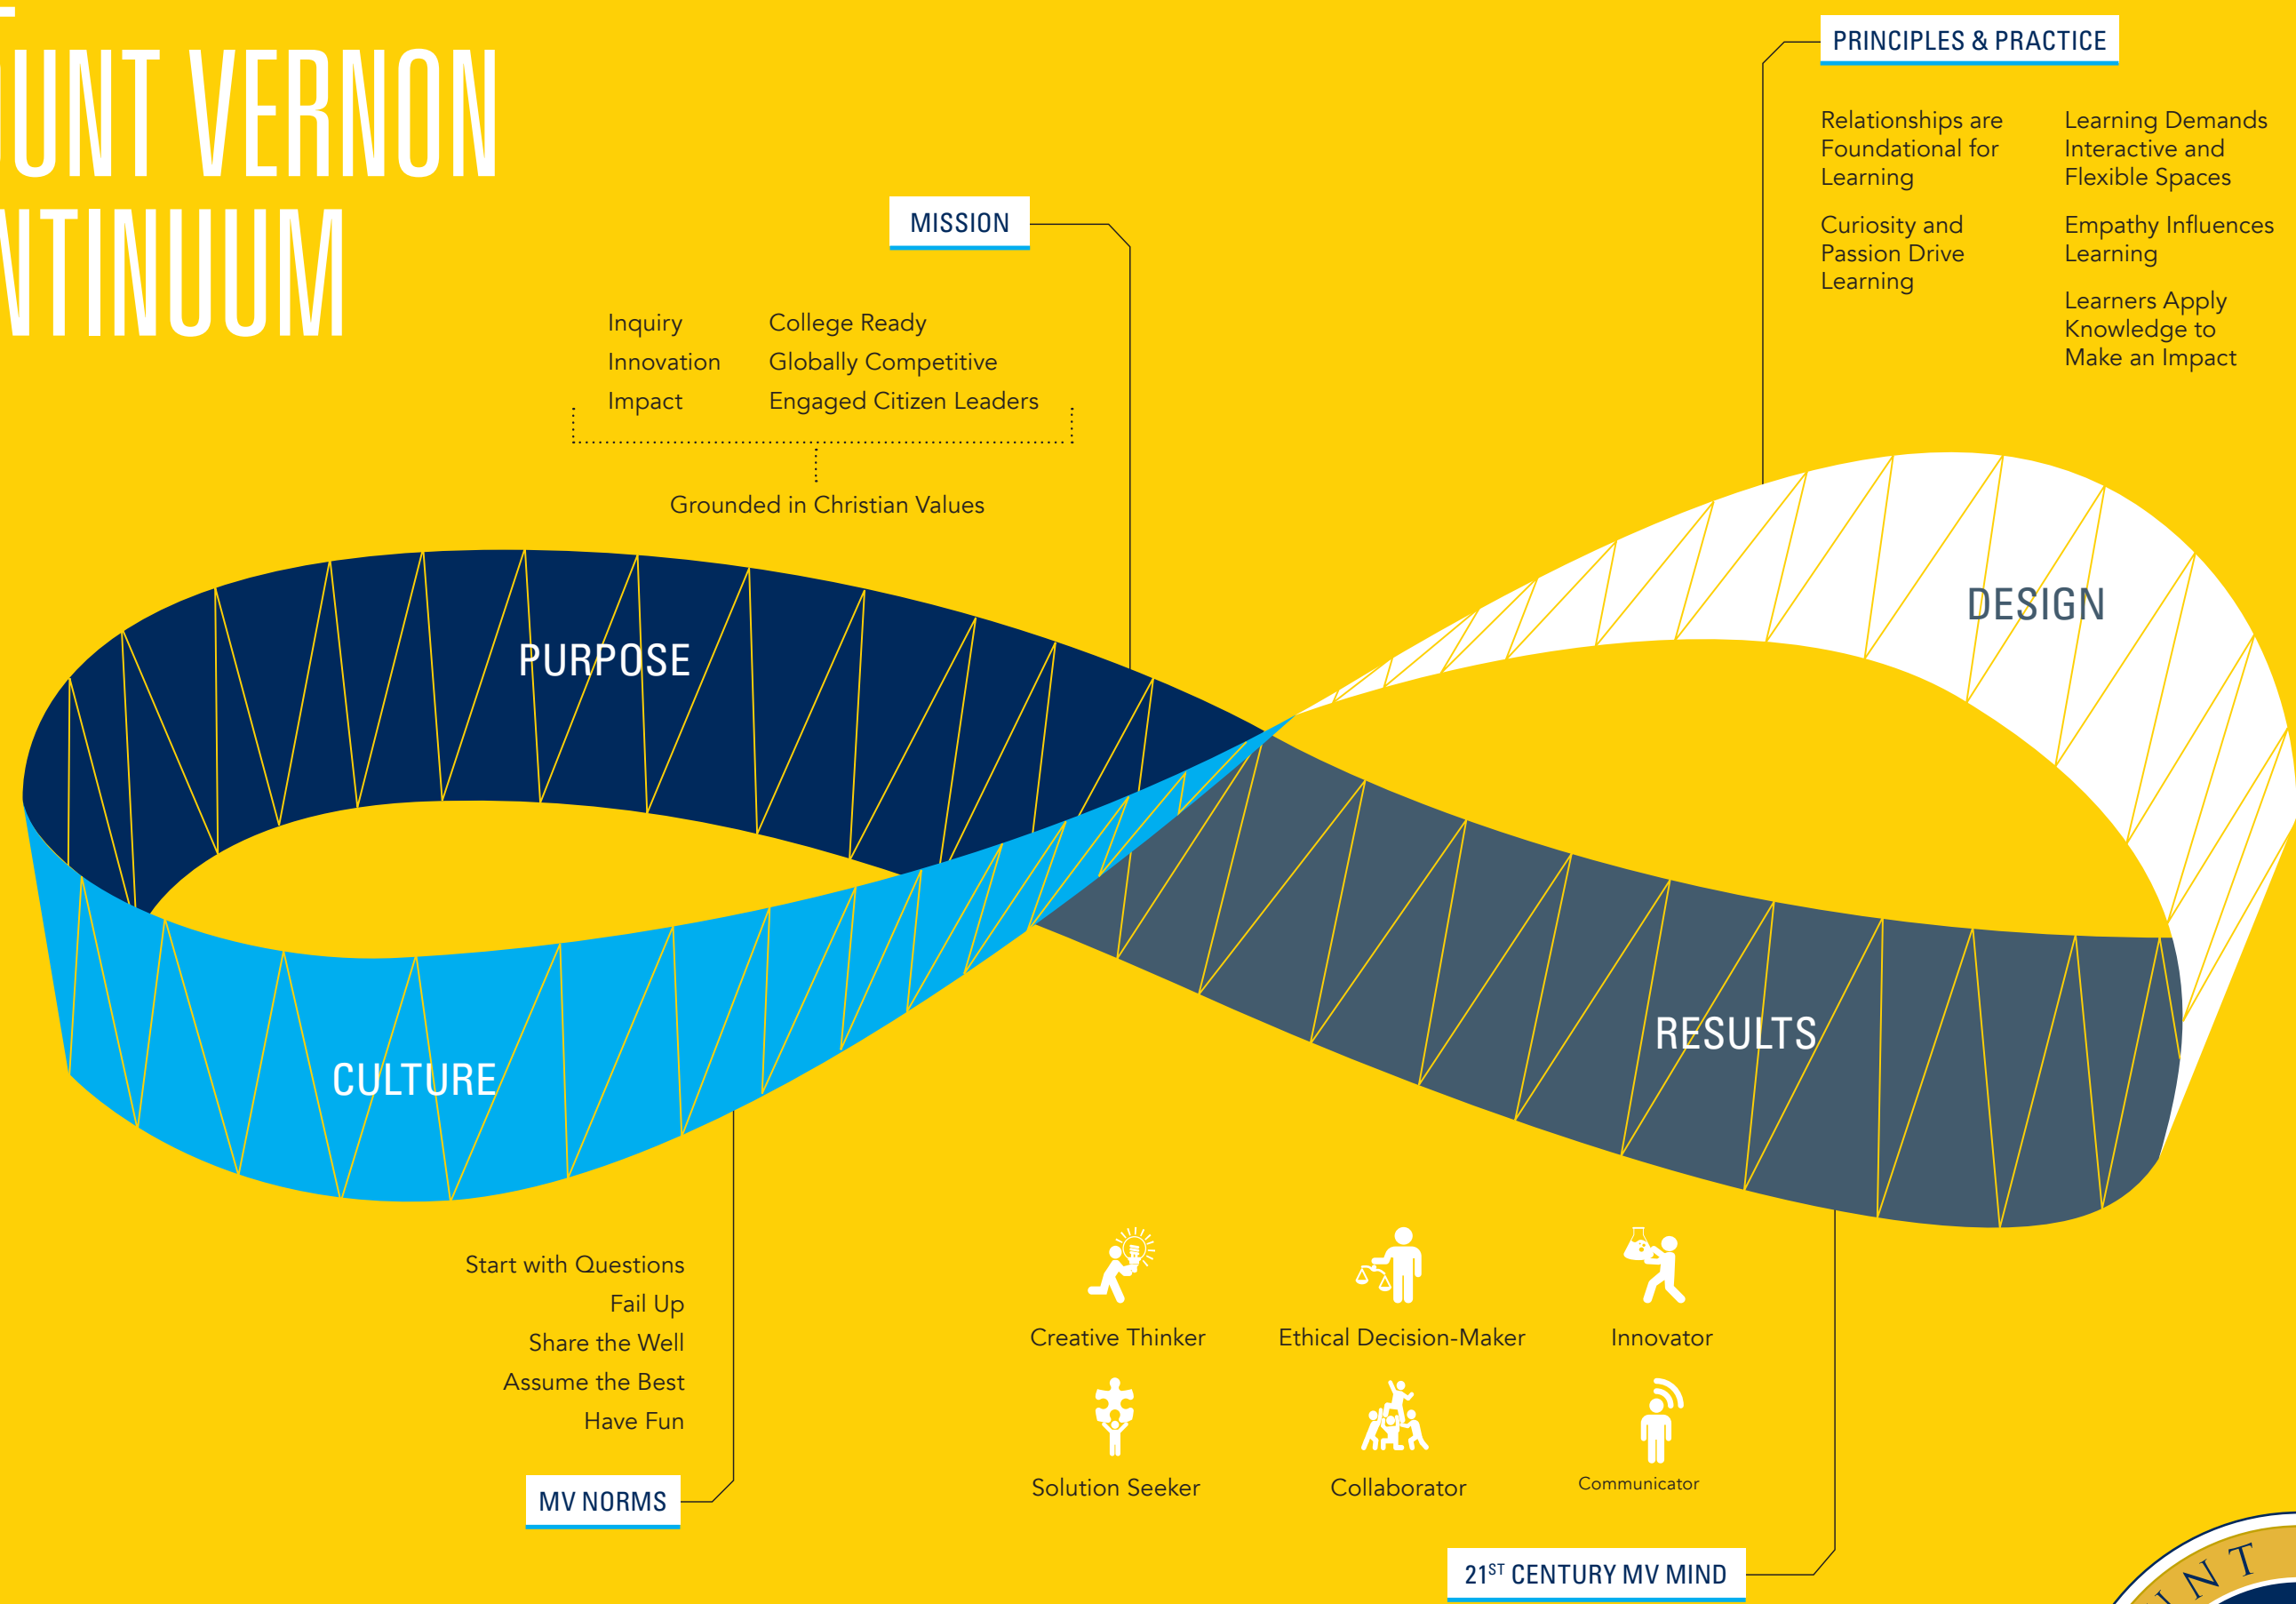 OUNT VERNON
NTINUUM
MISSION
Inquiry
Innovation
Impact
College Ready
Globally Competitive
Engaged Citizen Leaders
Grounded in Christian Values
PRINCIPLES & PRACTICE
Relationships are
Foundational for
Learning
Curiosity and
Passion Drive
Learning
Learning Demands
Interactive and
Flexible Spaces
Empathy Influences
Learning
Learners Apply
Knowledge to
Make an Impact
PURPOSE
DESIGN
CULTURE
RESULTS
Start with Questions
Fail Up
Share the Well
Assume the Best
Have Fun
MV NORMS
Creative Thinker
Ethical Decision-Maker
Innovator
Solution Seeker
Collaborator
Communicator
21ST CENTURY MV MIND
NT